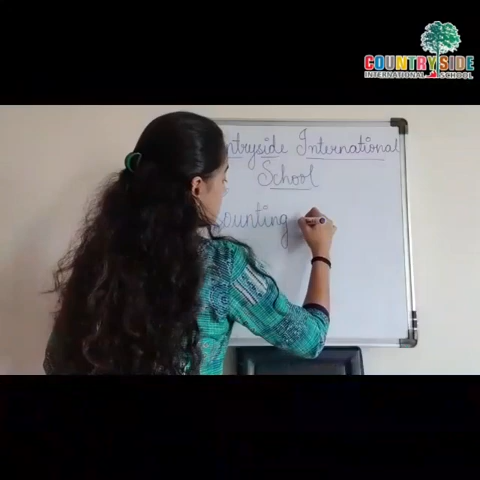 COUNTRYSIDE
INTERNATIONAL SCHOOL
ntryside International
School
ounting